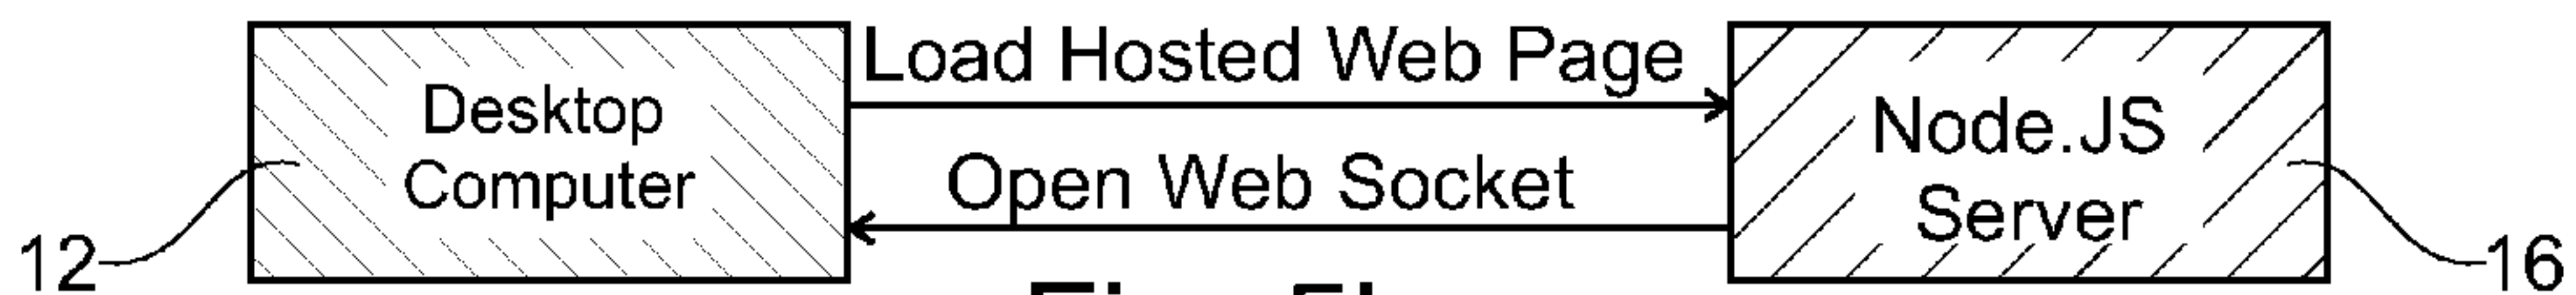 Desktop
Computer
Load Hosted Web Page
Open Web Socket
Node.JS
Server
12
16